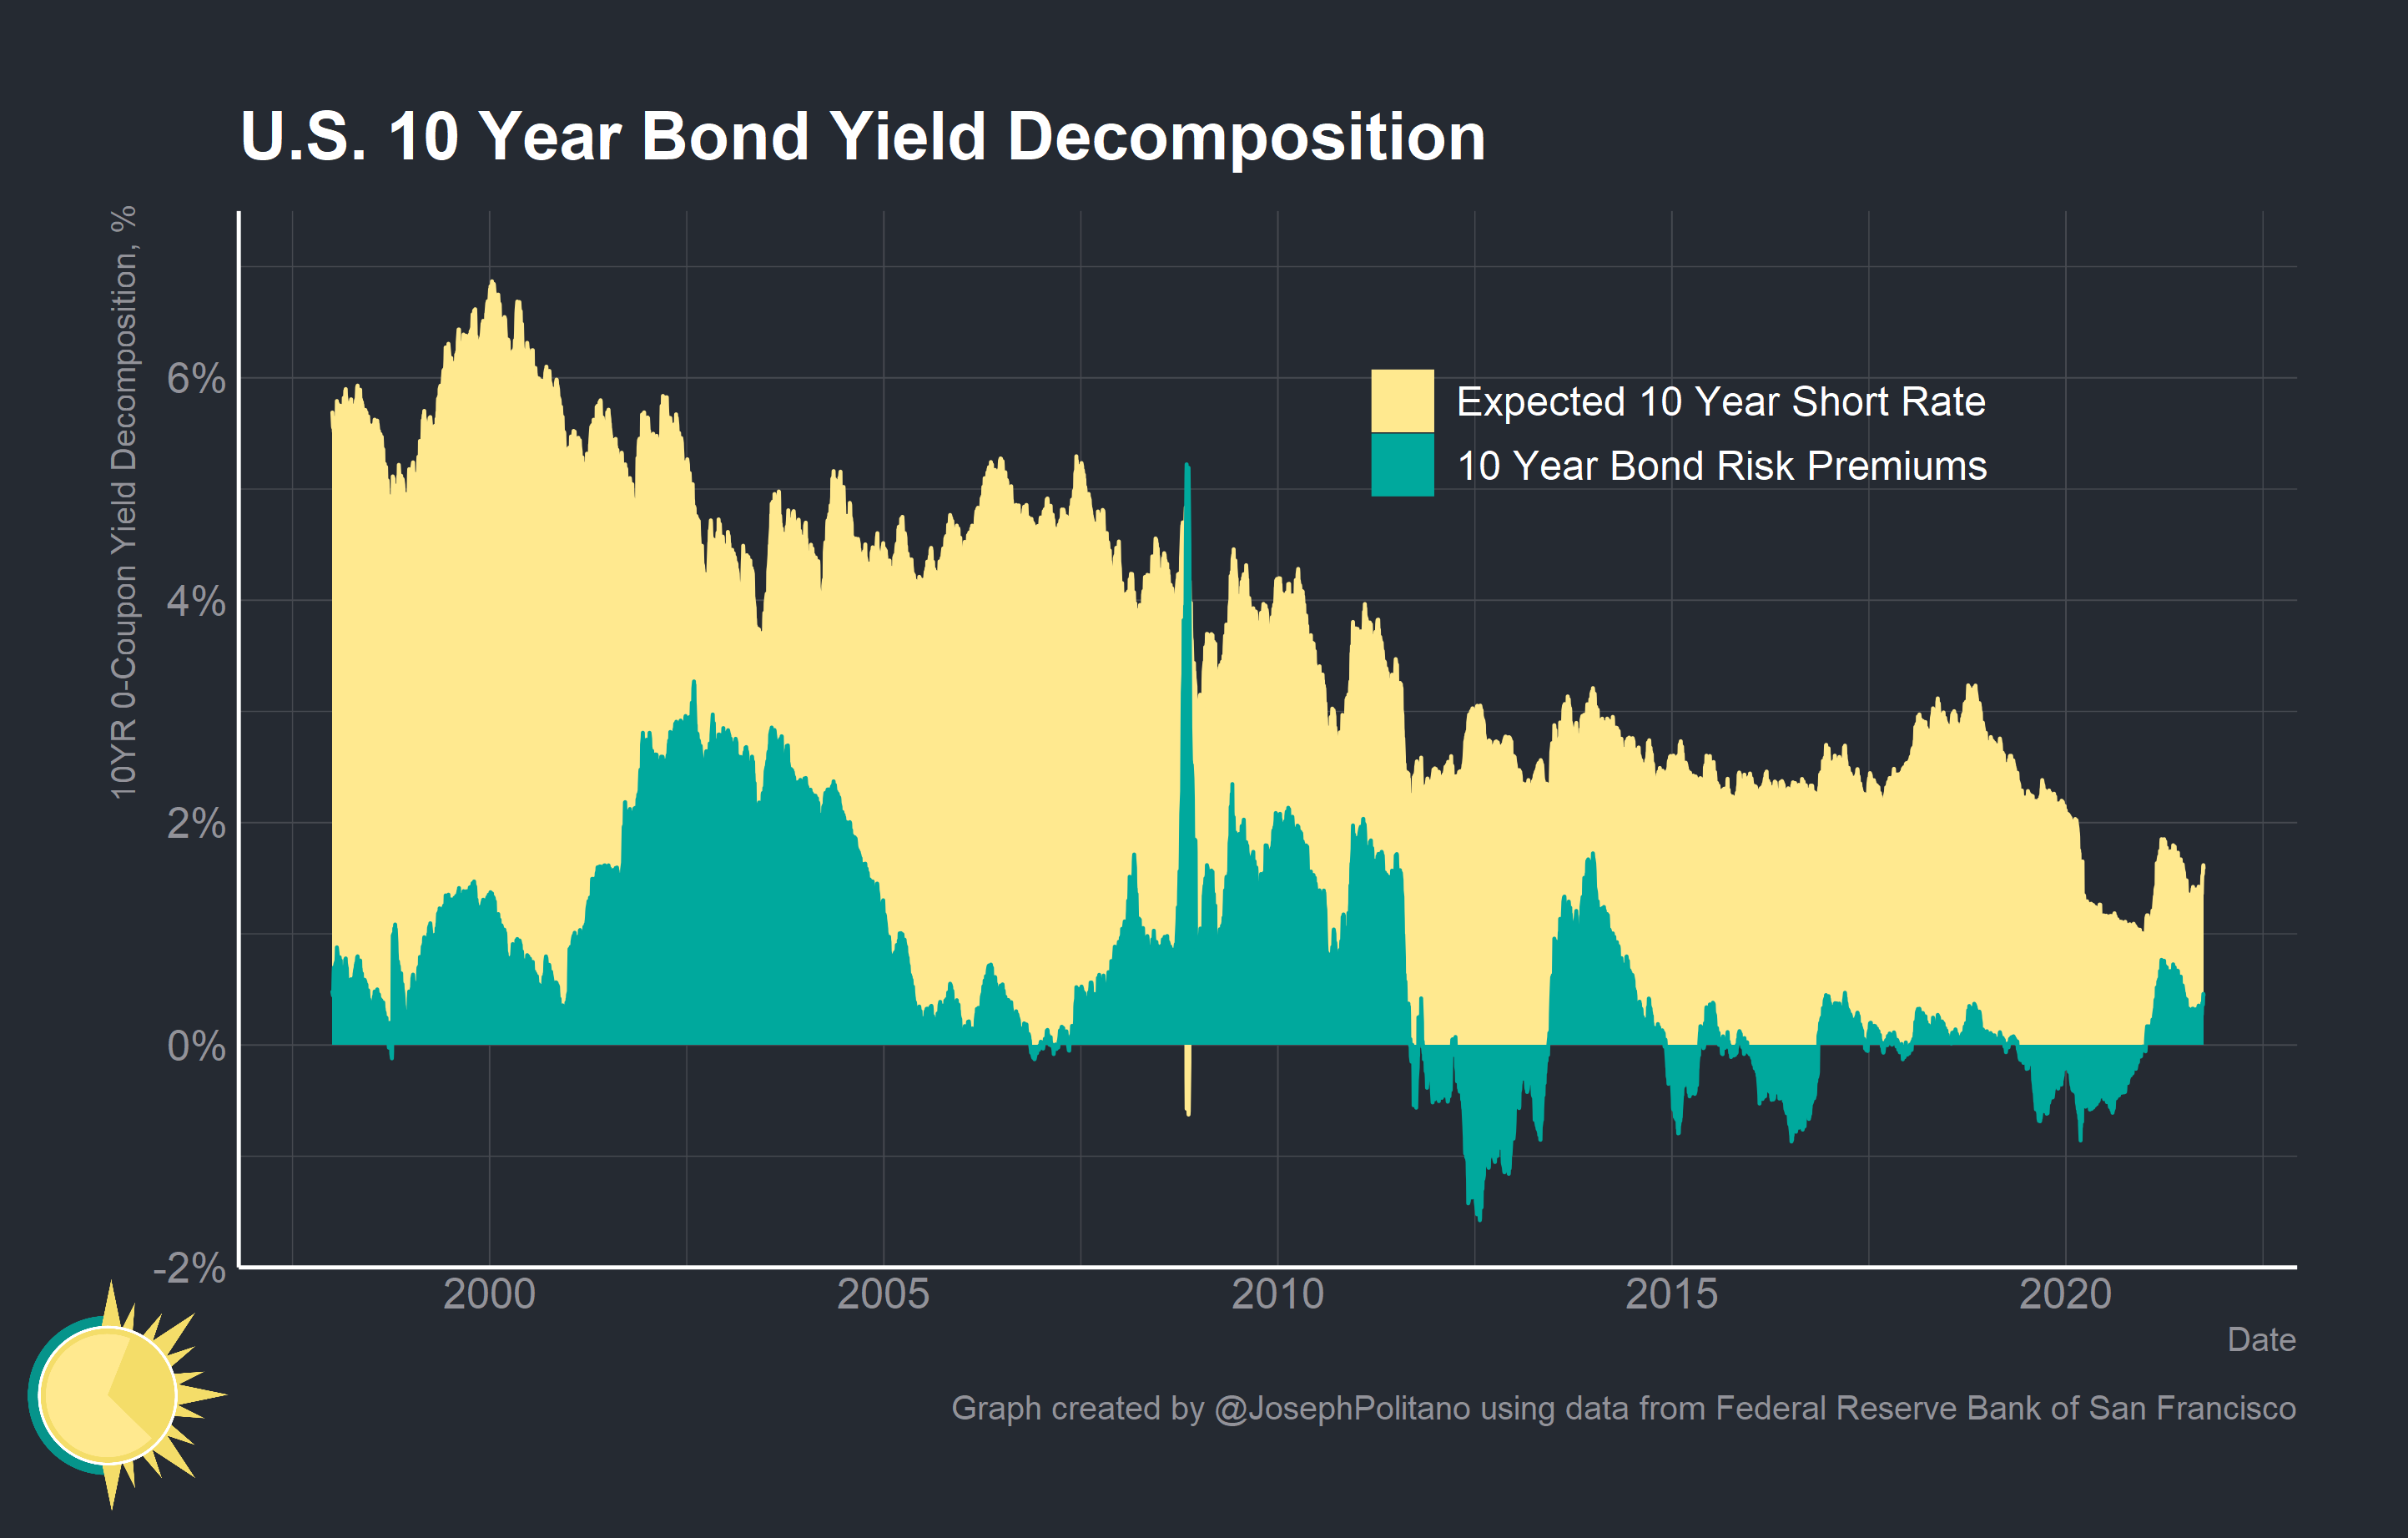 U.S. 10 Year Bond Yield Decomposition
10YR 0-Coupon Yield Decomposition, %
6%
4%
2%
0%
-2%
Expected 10 Year Short Rate
10 Year Bond Risk Premiums
2000 2005 2010 2015 2020
Date
Graph created by @JosephPolitano using data from Federal Reserve Bank of San Francisco